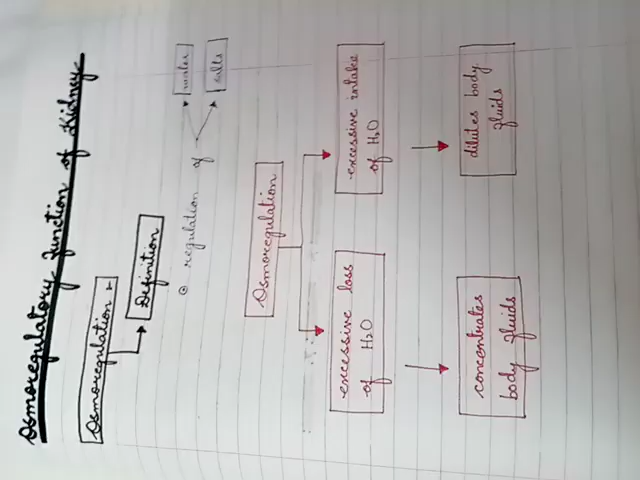 Osmoregulatory Function of Kidney
Osmoregulation :-
Definition
regulation of
water
salts
Osmoregulation
excessive loss
of H₂O
excessive intake
of H₂O
concentrates
body fluids
dilutes body
fluids